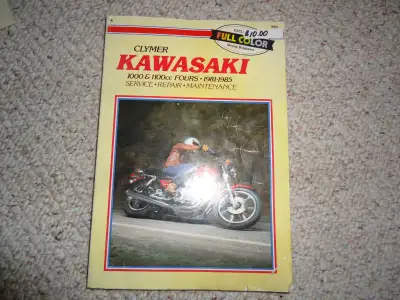 FULL COLOR
$10.00
CLYMER
KAWASAKI
1000 & 1100cc FOURS • 1981-1985
SERVICE • REPAIR • MAINTENANCE